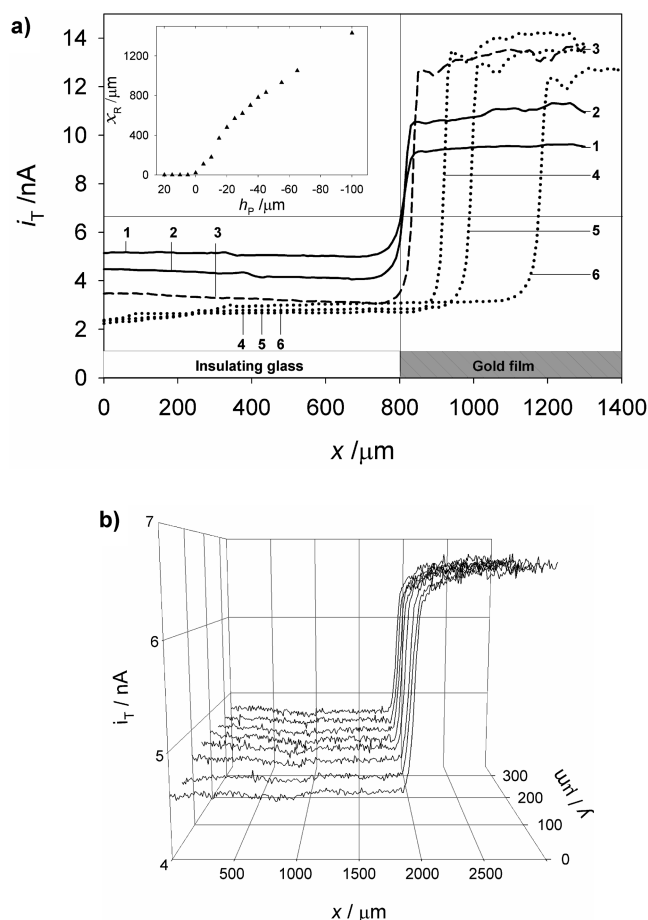 a)
14
12
10
8
6
4
2
0
i_T /nA
1200
800
400
0
x_R /µm
20 0 -20 -40 -60 -80 -100
h_P /µm
3
2
1
4
5
6
1 2 3
4 5 6
Insulating glass Gold film
0 200 400 600 800 1000 1200 1400
x /µm
b)
7
6
5
4
i_T / nA
300
200
100
0
y / µm
500 1000 1500 2000 2500
x / µm